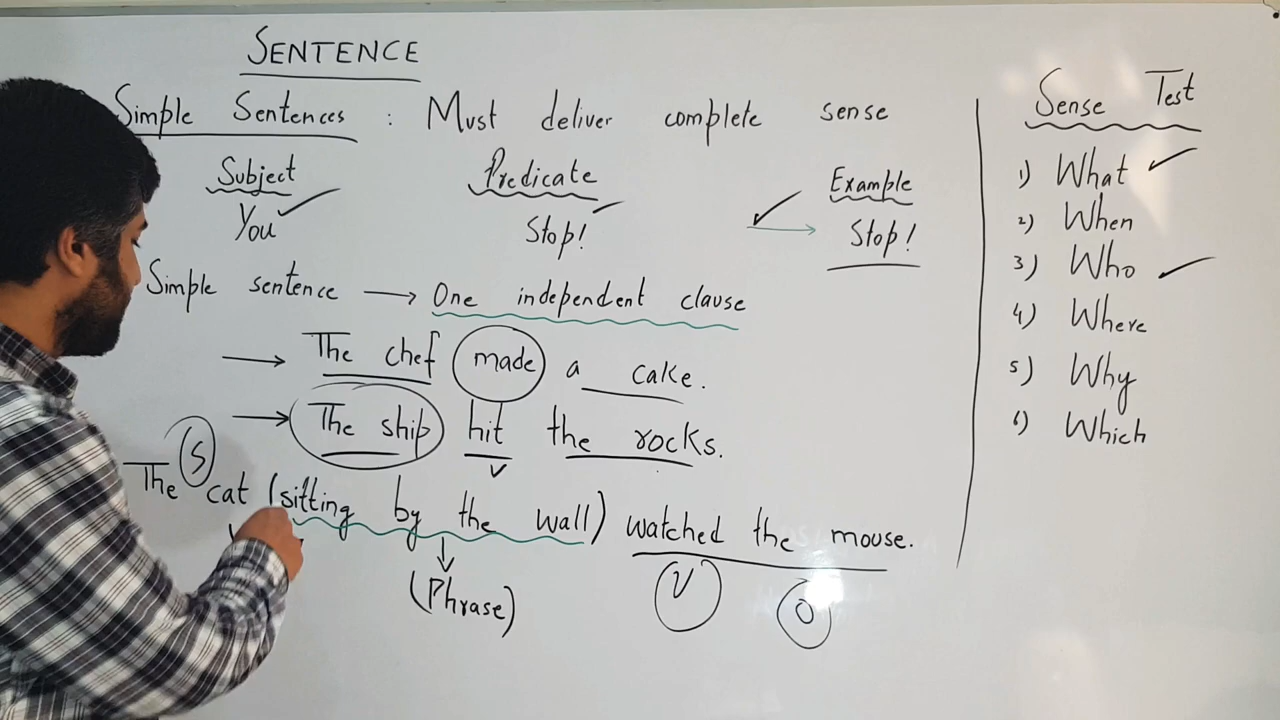 SENTENCE
Simple Sentences : Must deliver complete sense
Subject Predicate Example
You Stop! Stop!
Simple sentence → One independent clause
→ The chef made a cake.
→ The ship hit the rocks.
V
S
The cat (sitting by the wall) watched the mouse.
(Phrase) V O
Sense Test
1) What
2) When
3) Who
4) Where
5) Why
6) Which